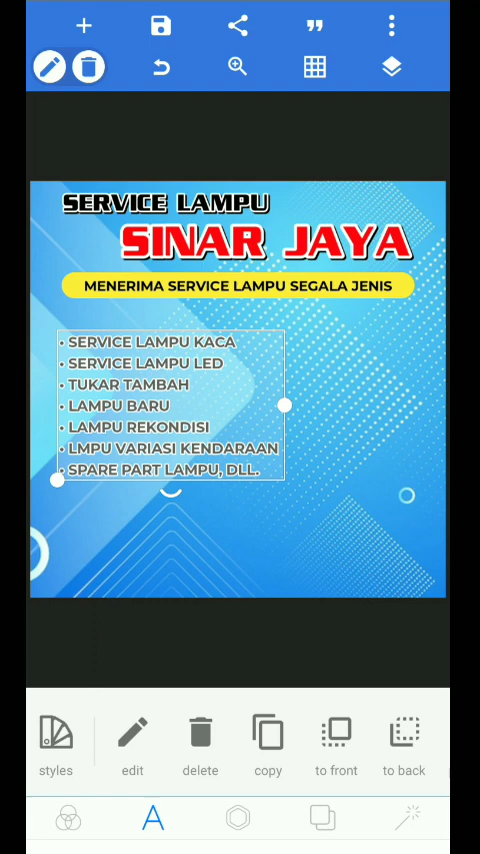 SERVICE LAMPU
SINAR JAYA
MENERIMA SERVICE LAMPU SEGALA JENIS
• SERVICE LAMPU KACA
• SERVICE LAMPU LED
• TUKAR TAMBAH
• LAMPU BARU
• LAMPU REKONDISI
• LMPU VARIASI KENDARAAN
• SPARE PART LAMPU, DLL.
styles edit delete copy to front to back